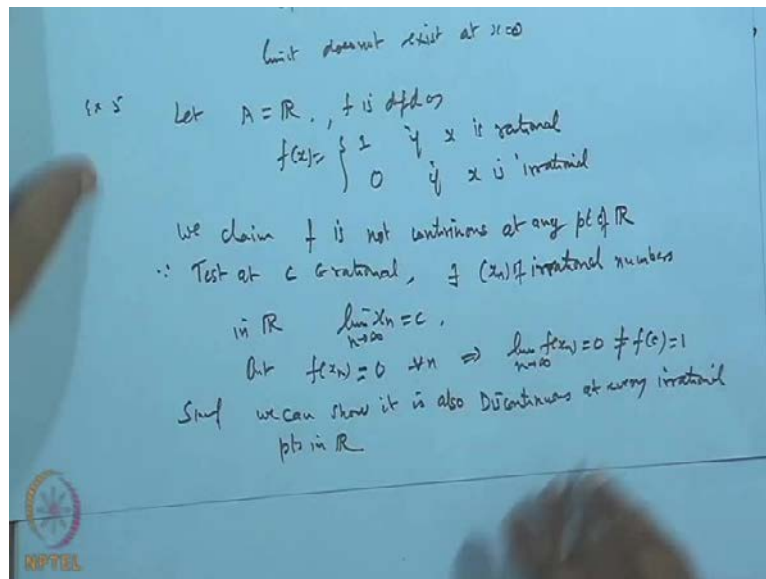 limit does not exist at x=0
Ex 5 Let A = ℝ, f is dfd as
f(x) = { 1 if x is rational
0 if x is irrational
We claim f is not continuous at any pt of ℝ
∵ Test at c ∈ rational, ∃ (xn) of irrational numbers
in ℝ lim n→∞ xn = c,
But f(xn) = 0 ∀n ⇒ lim n→∞ f(xn) = 0 ≠ f(c) = 1
we can show it is also Discontinuous at every irrational
pts in ℝ
NPTEL